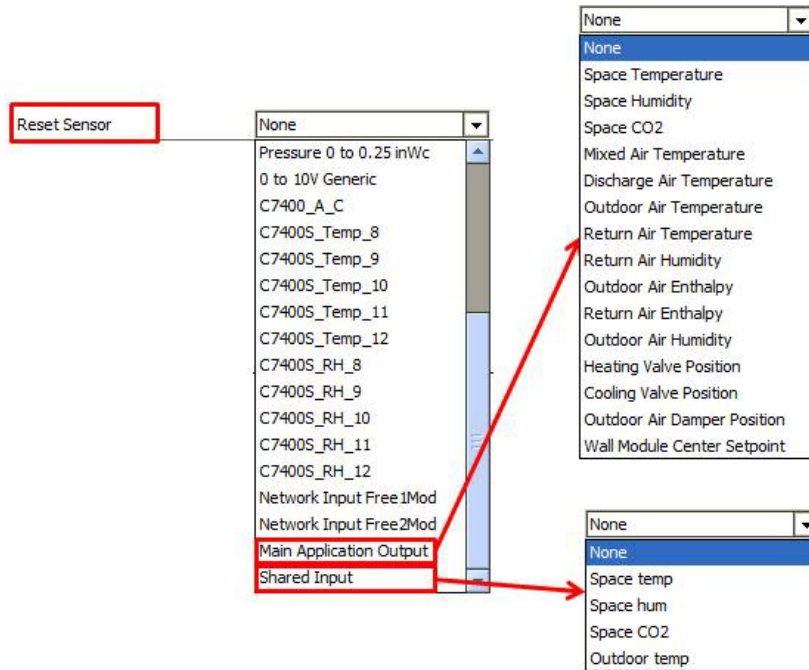 Reset Sensor
None
Pressure 0 to 0.25 inWc
0 to 10V Generic
C7400_A_C
C7400S_Temp_8
C7400S_Temp_9
C7400S_Temp_10
C7400S_Temp_11
C7400S_Temp_12
C7400S_RH_8
C7400S_RH_9
C7400S_RH_10
C7400S_RH_11
C7400S_RH_12
Network Input Free1Mod
Network Input Free2Mod
Main Application Output
Shared Input
None
None
Space Temperature
Space Humidity
Space CO2
Mixed Air Temperature
Discharge Air Temperature
Outdoor Air Temperature
Return Air Temperature
Return Air Humidity
Outdoor Air Enthalpy
Return Air Enthalpy
Outdoor Air Humidity
Heating Valve Position
Cooling Valve Position
Outdoor Air Damper Position
Wall Module Center Setpoint
None
None
Space temp
Space hum
Space CO2
Outdoor temp